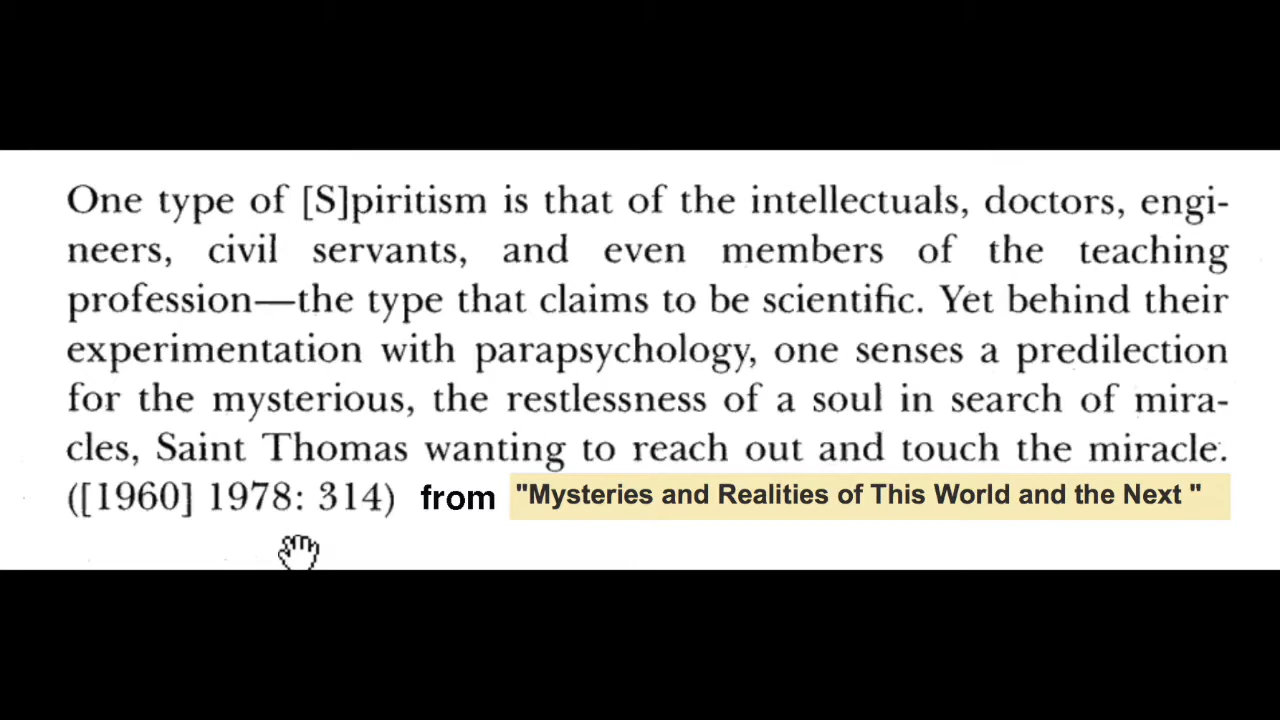 One type of [S]piritism is that of the intellectuals, doctors, engi-
neers, civil servants, and even members of the teaching
profession—the type that claims to be scientific. Yet behind their
experimentation with parapsychology, one senses a predilection
for the mysterious, the restlessness of a soul in search of mira-
cles, Saint Thomas wanting to reach out and touch the miracle.
([1960] 1978: 314) from "Mysteries and Realities of This World and the Next "